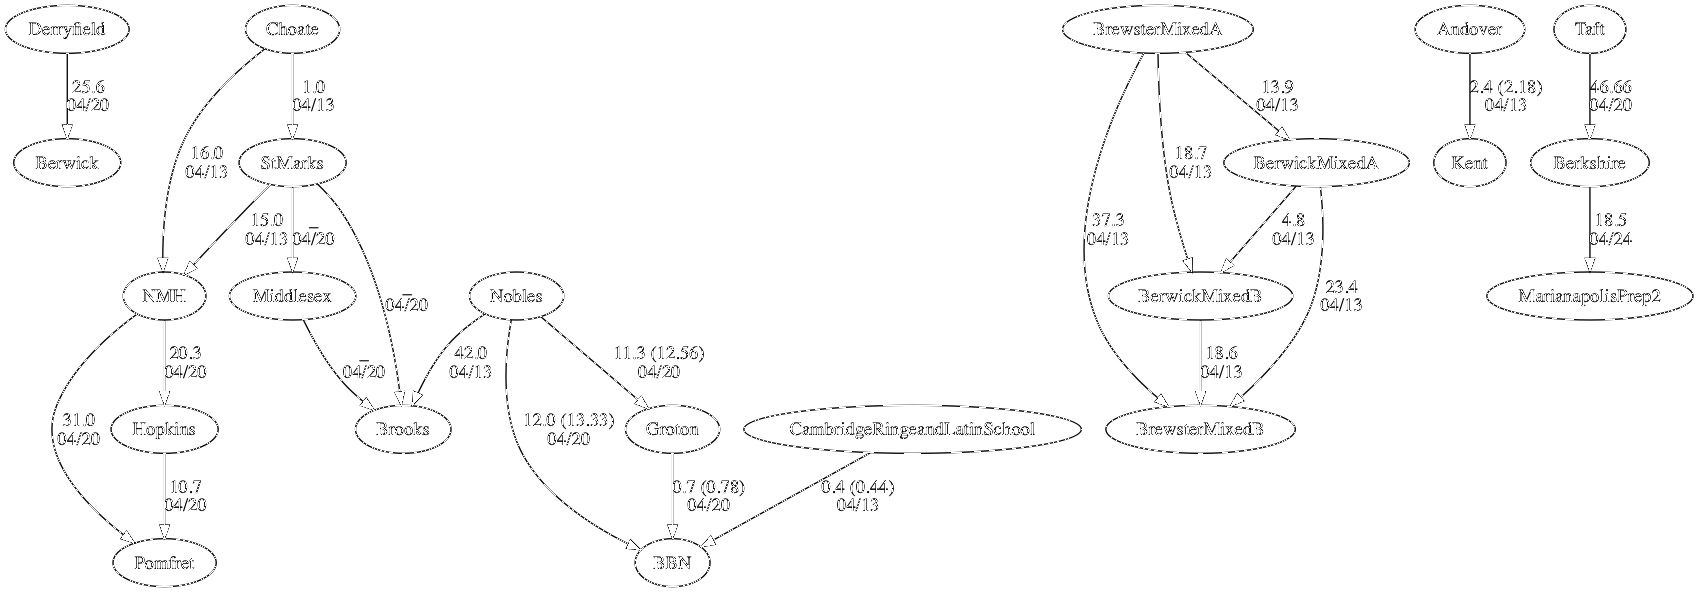 Derryfield
Choate
BrewsterMixedA
Andover
Taft
25.6
04/20
1.0
04/13
13.9
04/13
2.4 (2.18)
04/13
46.66
04/20
Berwick
16.0
04/13
StMarks
18.7
04/13
BerwickMixedA
Kent
Berkshire
15.0
04/13
–
04/20
37.3
04/13
4.8
04/13
18.5
04/24
NMH
Middlesex
–
04/20
Nobles
BerwickMixedB
23.4
04/13
MarianapolisPrep2
20.3
04/20
–
04/20
42.0
04/13
11.3 (12.56)
04/20
18.6
04/13
31.0
04/20
Hopkins
Brooks
12.0 (13.33)
04/20
Groton
CambridgeRingeandLatinSchool
BrewsterMixedB
10.7
04/20
0.7 (0.78)
04/20
0.4 (0.44)
04/13
Pomfret
BBN